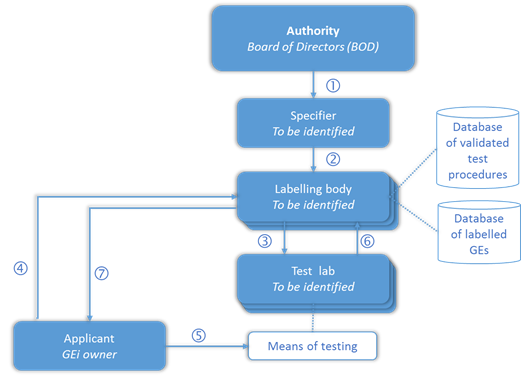 Authority
Board of Directors (BOD)
①
Specifier
To be identified
②
Database
of validated
test
procedures
Labelling body
To be identified
Database
of labelled
GEs
③
⑥
④
⑦
Test lab
To be identified
Applicant
GEi owner
⑤
Means of testing